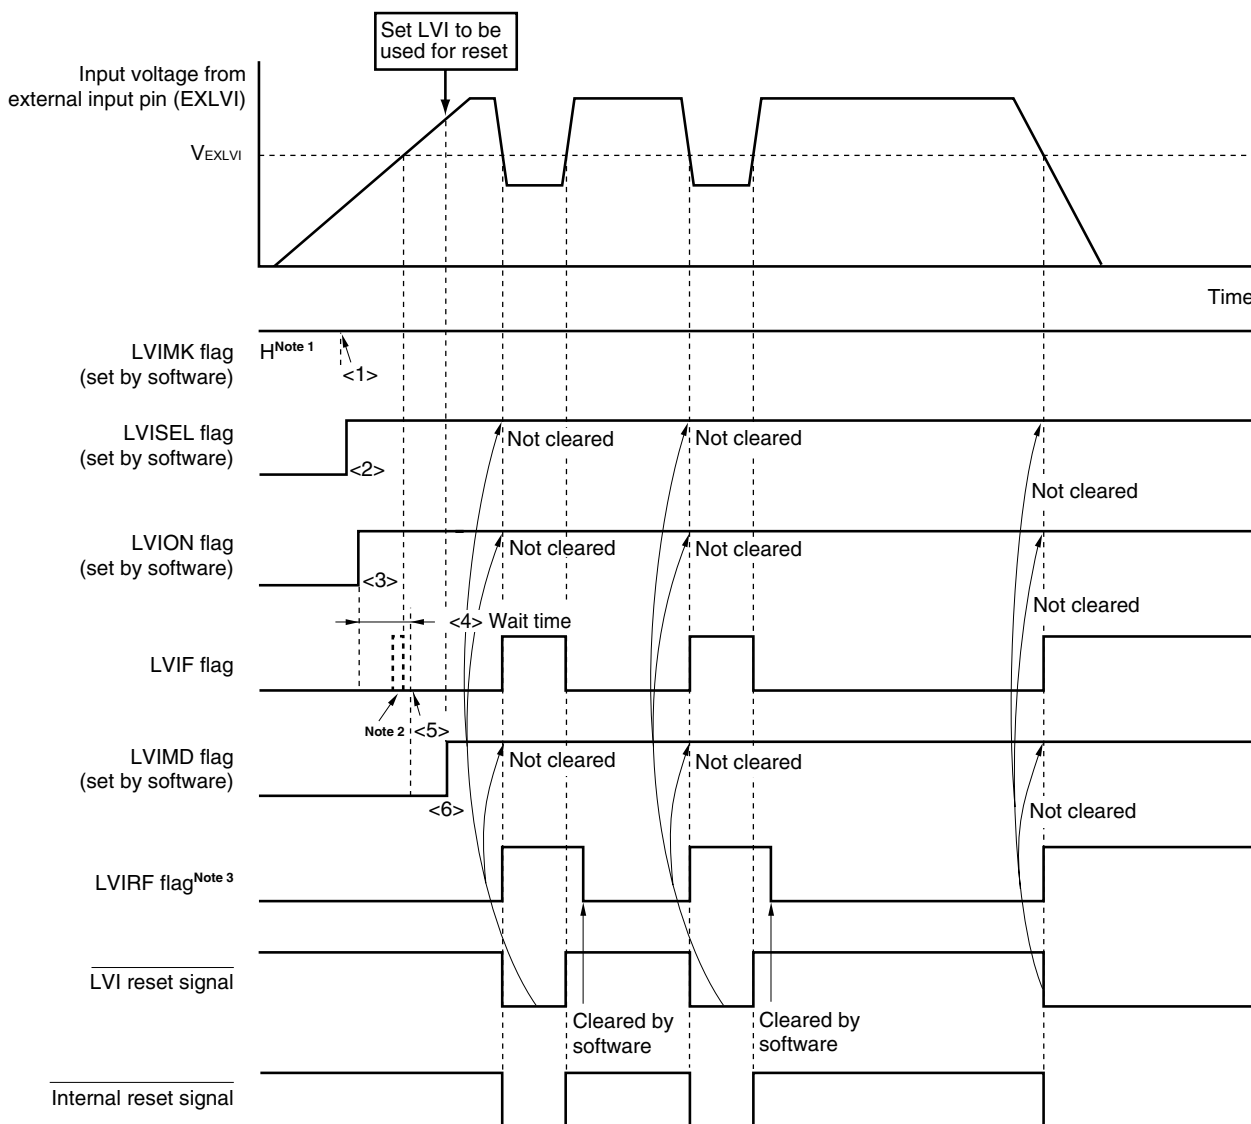 Set LVI to be
used for reset
Input voltage from
external input pin (EXLVI)
VEXLVI
Time
LVIMK flag
(set by software)
HNote 1
<1>
LVISEL flag
(set by software)
<2>
Not cleared
Not cleared
Not cleared
LVION flag
(set by software)
<3>
Not cleared
Not cleared
Not cleared
<4> Wait time
LVIF flag
Note 2
<5>
LVIMD flag
(set by software)
<6>
Not cleared
Not cleared
Not cleared
LVIRF flagNote 3
LVI reset signal
Cleared by
software
Cleared by
software
Internal reset signal